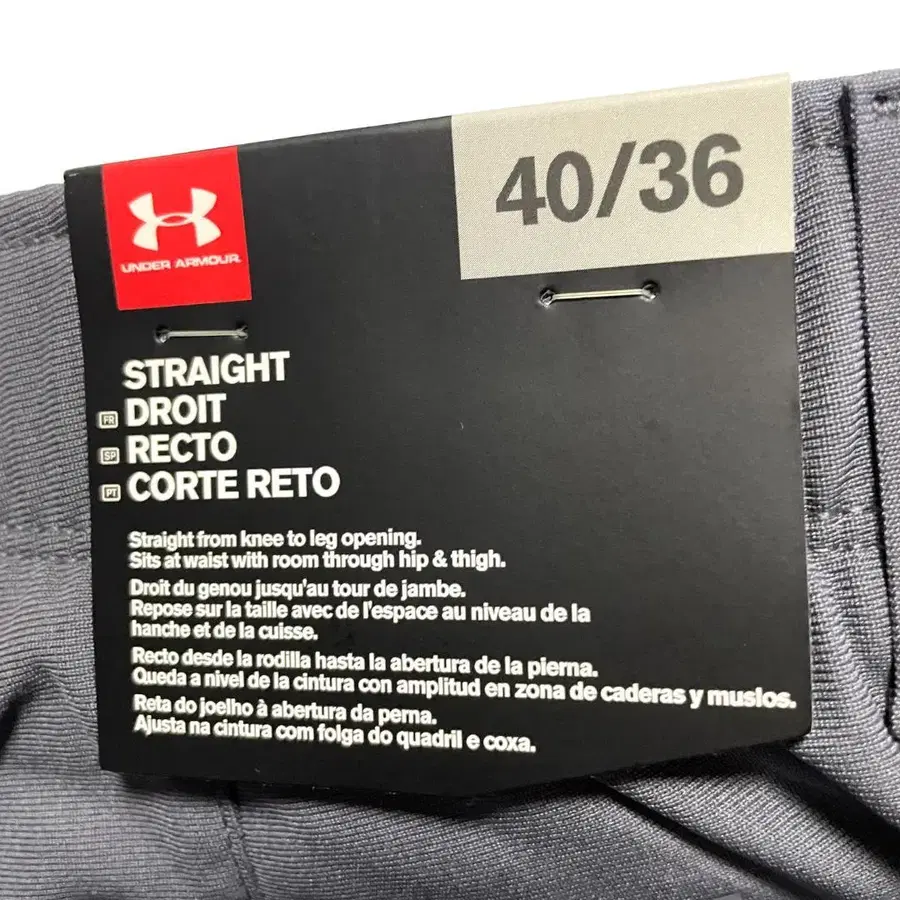 UNDER ARMOUR.
40/36
STRAIGHT
FR DROIT
SP RECTO
PT CORTE RETO
Straight from knee to leg opening.
Sits at waist with room through hip & thigh.
Droit du genou jusqu'au tour de jambe.
Repose sur la taille avec de l'espace au niveau de la
hanche et de la cuisse.
Recto desde la rodilla hasta la abertura de la pierna.
Queda a nivel de la cintura con amplitud en zona de caderas y muslos.
Reta do joelho à abertura da perna.
Ajusta na cintura com folga do quadril e coxa.